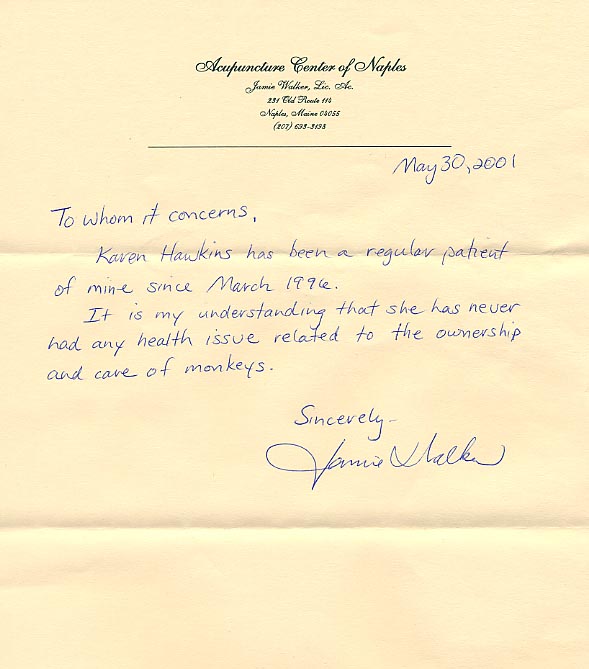 Acupuncture Center of Naples
Jamie Walker, Lic. Ac.
231 Old Route 114
Naples, Maine 04055
(207) 693-3193
May 30, 2001
To whom it concerns,
Karen Hawkins has been a regular patient
of mine since March 1996.
It is my understanding that she has never
had any health issue related to the ownership
and care of monkeys.
Sincerely-
Jamie Walker